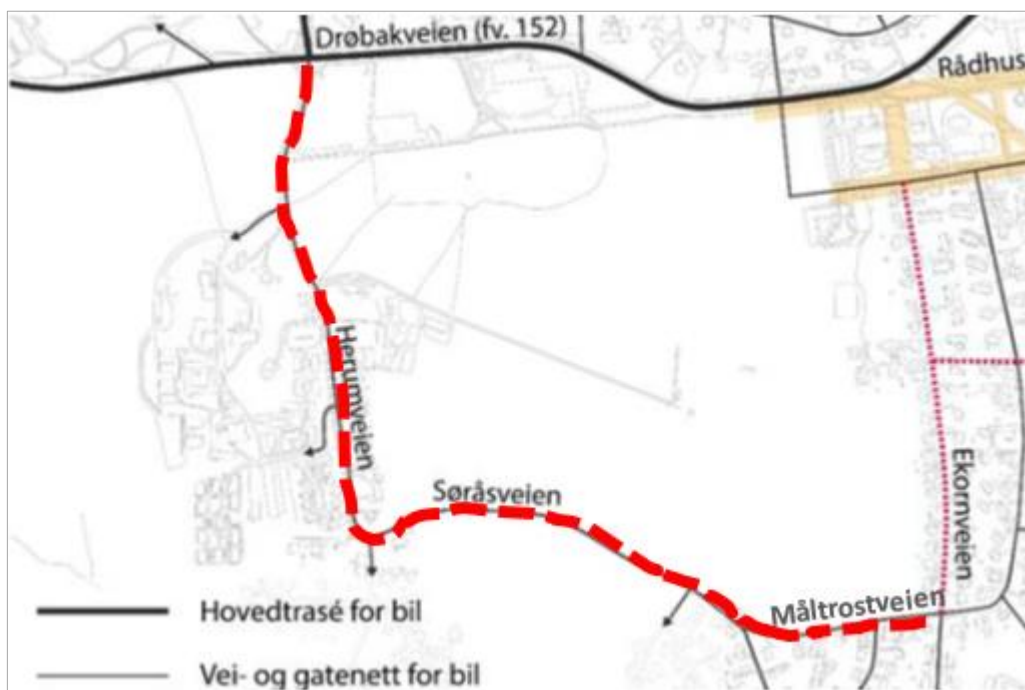 Drøbakveien (fv. 152)
Rådhus
Herumveien
Søråsveien
Ekornveien
Måltrostveien
Hovedtrasé for bil
Vei- og gatenett for bil